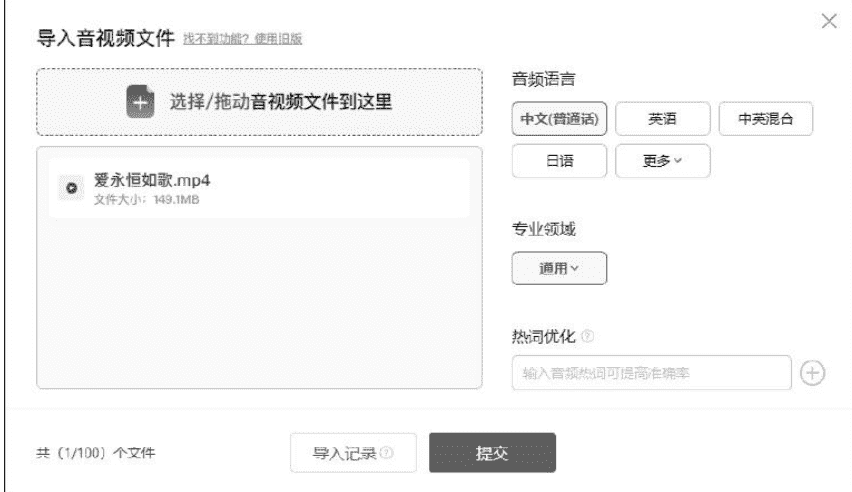 导入音视频文件 找不到功能？使用旧版
选择/拖动音视频文件到这里
爱永恒如歌.mp4
文件大小：149.1MB
音频语言
中文(普通话) 英语 中英混合
日语 更多
专业领域
通用
热词优化
输入音频热词可提高准确率
共（1/100）个文件
导入记录
提交